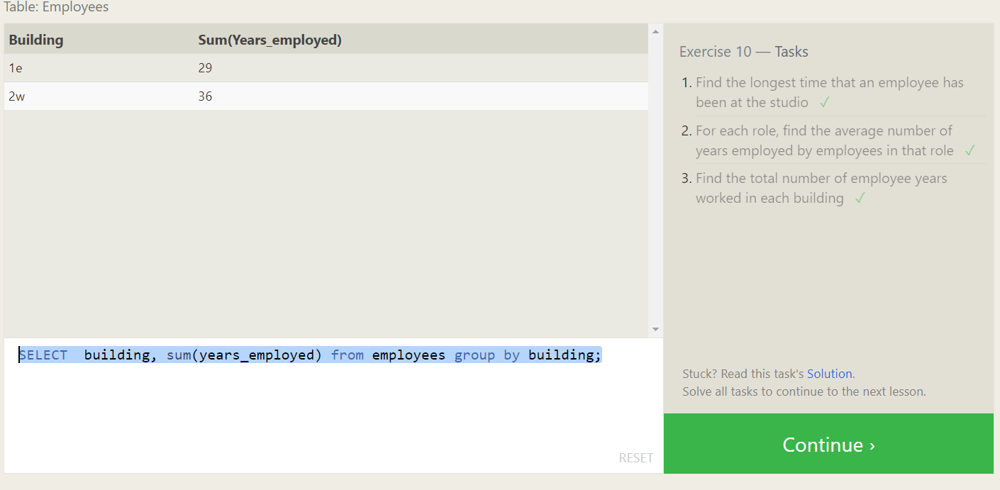 Table: Employees
Building Sum(Years_employed)
1e 29
2w 36
SELECT  building, sum(years_employed) from employees group by building;
RESET
Exercise 10 — Tasks
1. Find the longest time that an employee has
been at the studio ✓
2. For each role, find the average number of
years employed by employees in that role ✓
3. Find the total number of employee years
worked in each building ✓
Stuck? Read this task's Solution.
Solve all tasks to continue to the next lesson.
Continue ›